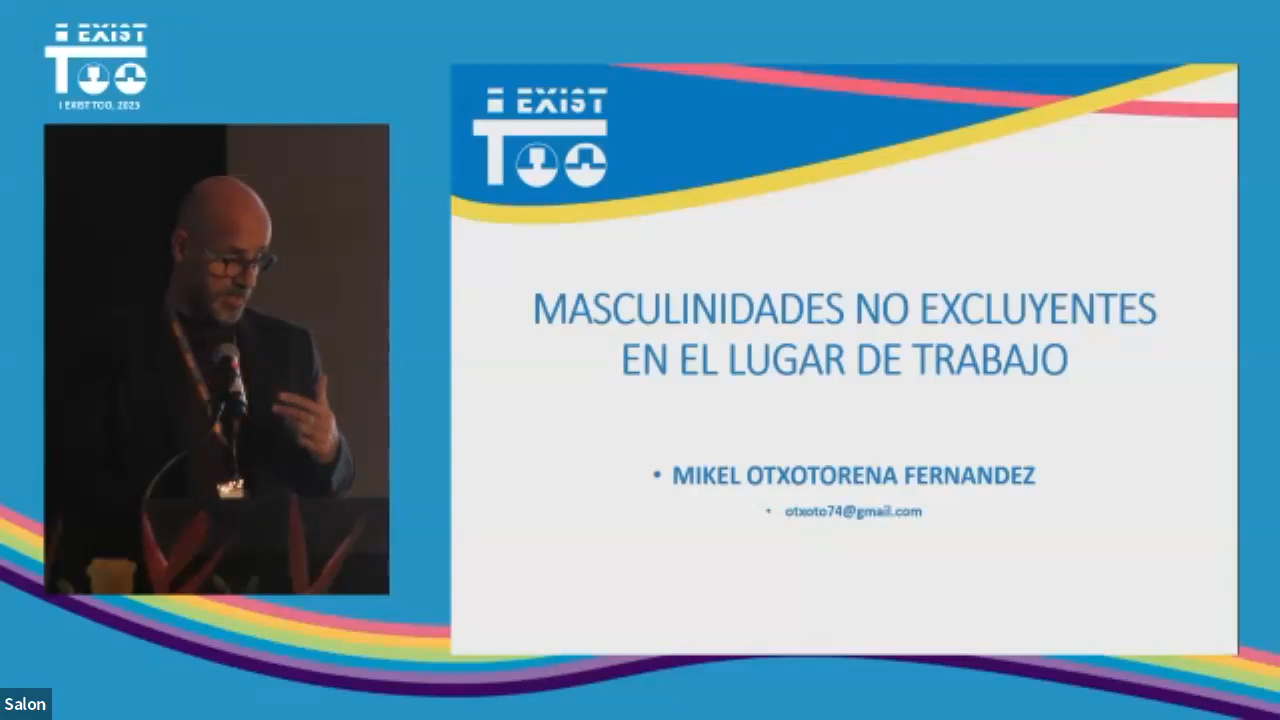 I EXIST
TOO
I EXIST TOO, 2023
I EXIST
TOO
MASCULINIDADES NO EXCLUYENTES
EN EL LUGAR DE TRABAJO
• MIKEL OTXOTORENA FERNANDEZ
• otxoto74@gmail.com
Salon